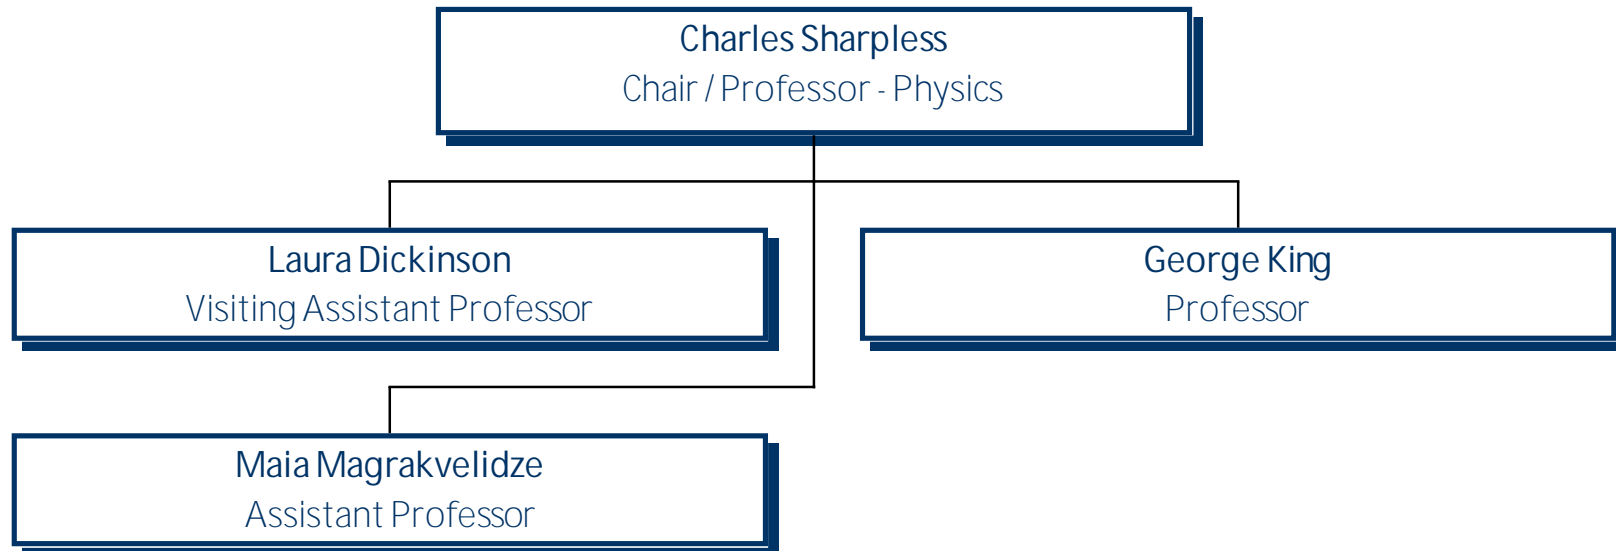 Charles Sharpless
Chair / Professor - Physics
Laura Dickinson
Visiting Assistant Professor
George King
Professor
Maia Magrakvelidze
Assistant Professor